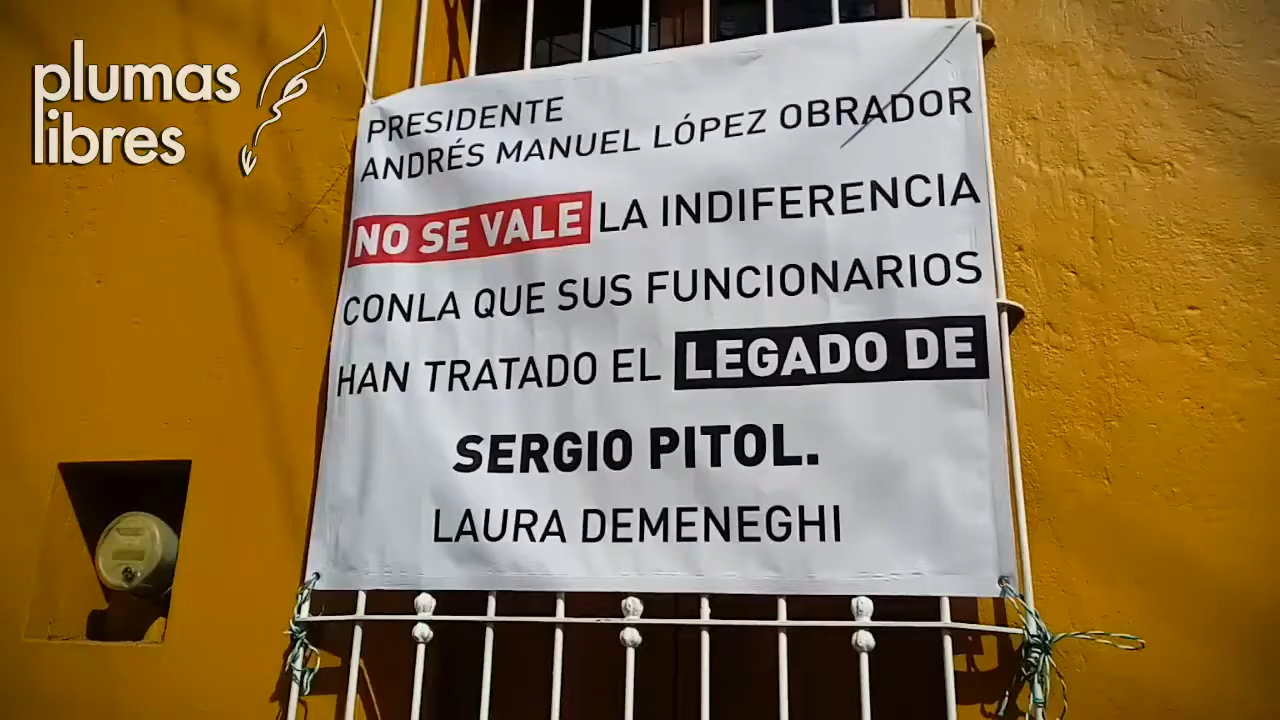 plumas
libres
PRESIDENTE
ANDRÉS MANUEL LÓPEZ OBRADOR
NO SE VALE LA INDIFERENCIA
CONLA QUE SUS FUNCIONARIOS
HAN TRATADO EL LEGADO DE
SERGIO PITOL.
LAURA DEMENEGHI